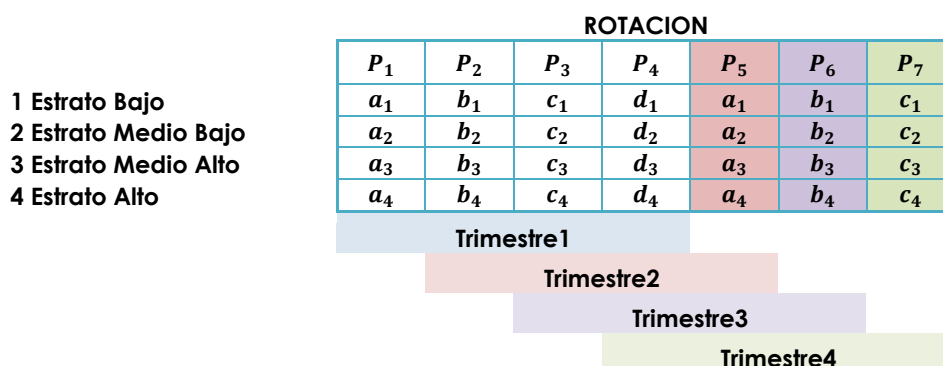 ROTACION
P₁ P₂ P₃ P₄ P₅ P₆ P₇
1 Estrato Bajo a₁ b₁ c₁ d₁ a₁ b₁ c₁
2 Estrato Medio Bajo a₂ b₂ c₂ d₂ a₂ b₂ c₂
3 Estrato Medio Alto a₃ b₃ c₃ d₃ a₃ b₃ c₃
4 Estrato Alto a₄ b₄ c₄ d₄ a₄ b₄ c₄
Trimestre1
Trimestre2
Trimestre3
Trimestre4